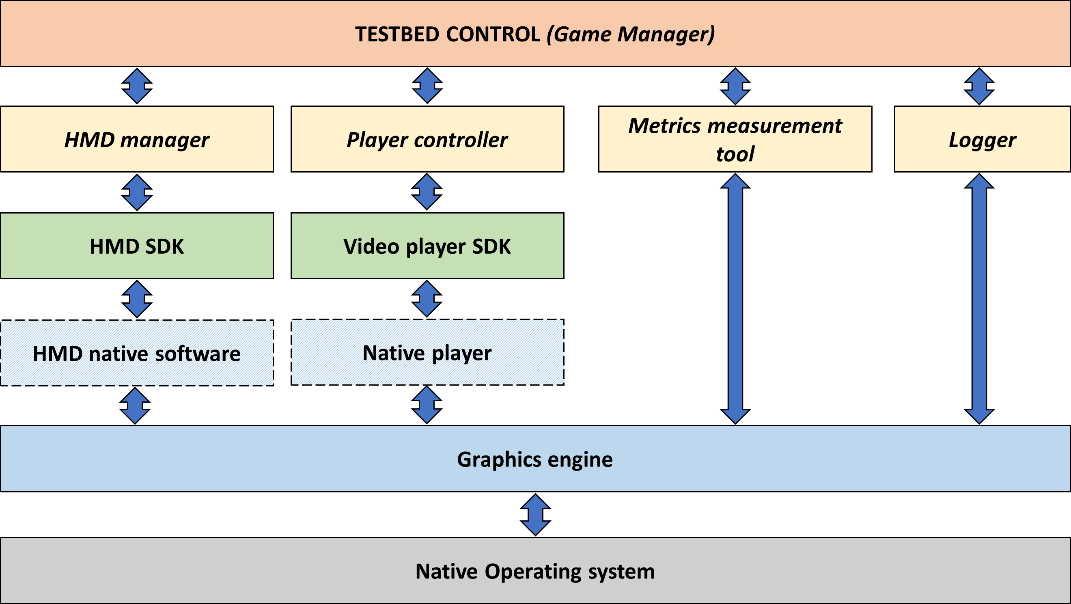 TESTBED CONTROL (Game Manager)
HMD manager
Player controller
Metrics measurement
tool
Logger
HMD SDK
Video player SDK
HMD native software
Native player
Graphics engine
Native Operating system